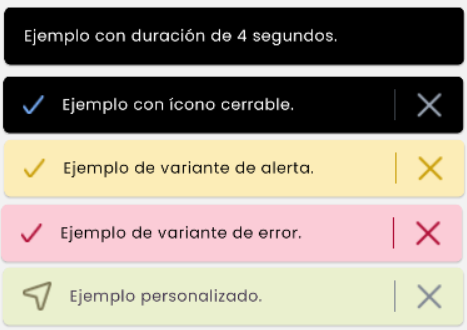 Ejemplo con duración de 4 segundos.
Ejemplo con ícono cerrable.
Ejemplo de variante de alerta.
Ejemplo de variante de error.
Ejemplo personalizado.